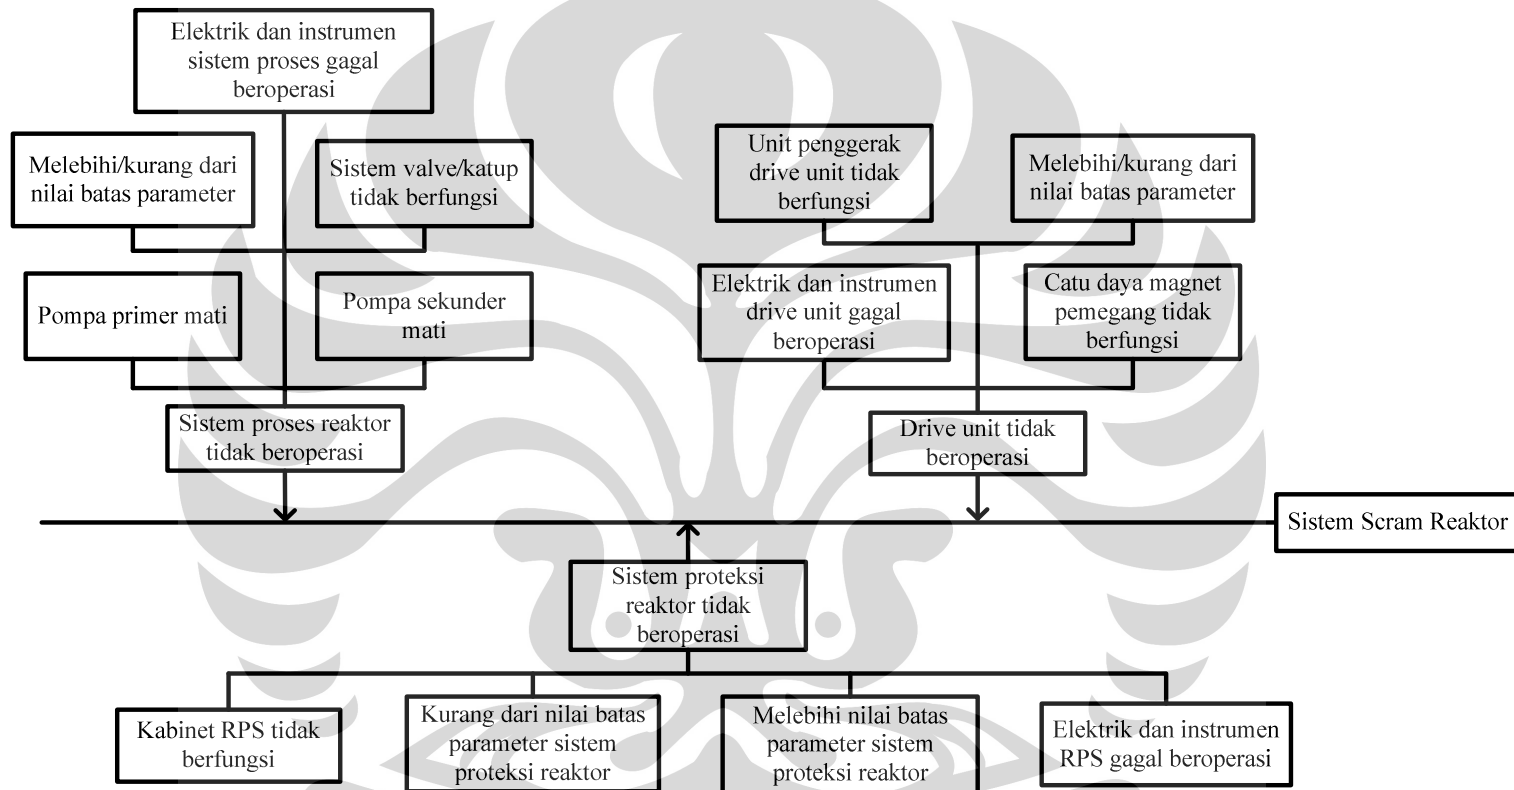 Elektrik dan instrumen
sistem proses gagal
beroperasi
Melebihi/kurang dari
nilai batas parameter
Sistem valve/katup
tidak berfungsi
Pompa primer mati
Pompa sekunder
mati
Sistem proses reaktor
tidak beroperasi
Unit penggerak
drive unit tidak
berfungsi
Melebihi/kurang dari
nilai batas parameter
Elektrik dan instrumen
drive unit gagal
beroperasi
Catu daya magnet
pemegang tidak
berfungsi
Drive unit tidak
beroperasi
Sistem Scram Reaktor
Sistem proteksi
reaktor tidak
beroperasi
Kabinet RPS tidak
berfungsi
Kurang dari nilai batas
parameter sistem
proteksi reaktor
Melebihi nilai batas
parameter sistem
proteksi reaktor
Elektrik dan instrumen
RPS gagal beroperasi